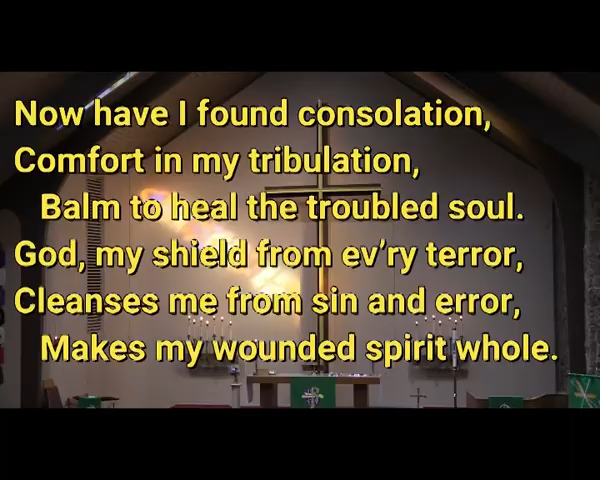 Now have I found consolation,
Comfort in my tribulation,
Balm to heal the troubled soul.
God, my shield from ev'ry terror,
Cleanses me from sin and error,
Makes my wounded spirit whole.